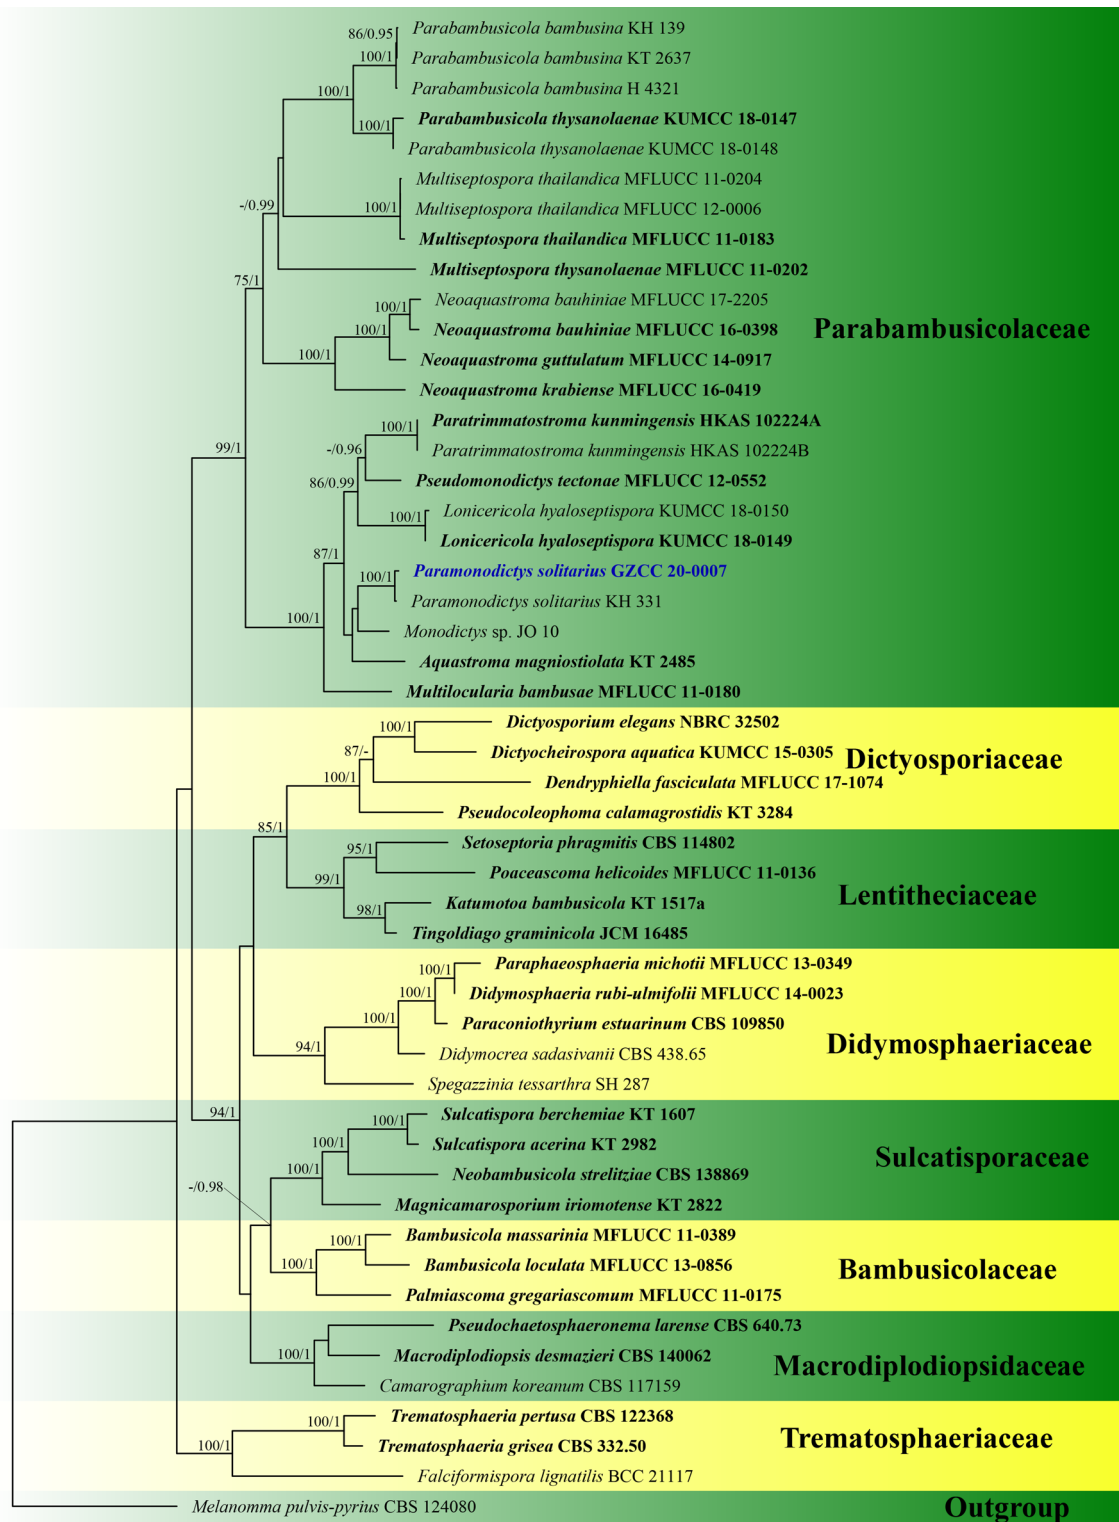 86/0.95
Parabambusicola bambusina KH 139
Parabambusicola bambusina KT 2637
100/1
Parabambusicola bambusina H 4321
100/1
Parabambusicola thysanolaenae KUMCC 18-0147
100/1
Parabambusicola thysanolaenae KUMCC 18-0148
Multiseptospora thailandica MFLUCC 11-0204
-/0.99
Multiseptospora thailandica MFLUCC 12-0006
100/1
Multiseptospora thailandica MFLUCC 11-0183
Multiseptospora thysanolaenae MFLUCC 11-0202
75/1
Neoaquastroma bauhiniae MFLUCC 17-2205
100/1
Neoaquastroma bauhiniae MFLUCC 16-0398
Parabambusicolaceae
100/1
Neoaquastroma guttulatum MFLUCC 14-0917
100/1
Neoaquastroma krabiense MFLUCC 16-0419
Paratrimmatostroma kunmingensis HKAS 102224A
100/1
99/1
-/0.96
Paratrimmatostroma kunmingensis HKAS 102224B
86/0.99
Pseudomonodictys tectonae MFLUCC 12-0552
Lonicericola hyaloseptispora KUMCC 18-0150
100/1
Lonicericola hyaloseptispora KUMCC 18-0149
87/1
Paramonodictys solitarius GZCC 20-0007
100/1
Paramonodictys solitarius KH 331
100/1
Monodictys sp. JO 10
Aquastroma magniostiolata KT 2485
Multilocularia bambusae MFLUCC 11-0180
Dictyosporium elegans NBRC 32502
100/1
Dictyocheirospora aquatica KUMCC 15-0305
Dictyosporiaceae
87/-
Dendryphiella fasciculata MFLUCC 17-1074
100/1
Pseudocoleophoma calamagrostidis KT 3284
85/1
Setoseptoria phragmitis CBS 114802
95/1
Poaceascoma helicoides MFLUCC 11-0136
99/1
Lentitheciaceae
Katumotoa bambusicola KT 1517a
98/1
Tingoldiago graminicola JCM 16485
Paraphaeosphaeria michotii MFLUCC 13-0349
100/1
Didymosphaeria rubi-ulmifolii MFLUCC 14-0023
100/1
Paraconiothyrium estuarinum CBS 109850
100/1
Didymosphaeriaceae
94/1
Didymocrea sadasivanii CBS 438.65
Spegazzinia tessarthra SH 287
94/1
Sulcatispora berchemiae KT 1607
100/1
Sulcatispora acerina KT 2982
100/1
Sulcatisporaceae
100/1
Neobambusicola strelitziae CBS 138869
-/0.98
Magnicamarosporium iriomotense KT 2822
Bambusicola massarinia MFLUCC 11-0389
100/1
Bambusicola loculata MFLUCC 13-0856
Bambusicolaceae
100/1
Palmiascoma gregariascomum MFLUCC 11-0175
Pseudochaetosphaeronema larense CBS 640.73
100/1
Macrodiplodiopsis desmazieri CBS 140062
Macrodiplodiopsidaceae
Camarographium koreanum CBS 117159
Trematosphaeria pertusa CBS 122368
100/1
Trematosphaeriaceae
Trematosphaeria grisea CBS 332.50
100/1
Falciformispora lignatilis BCC 21117
Melanomma pulvis-pyrius CBS 124080
Outgroup